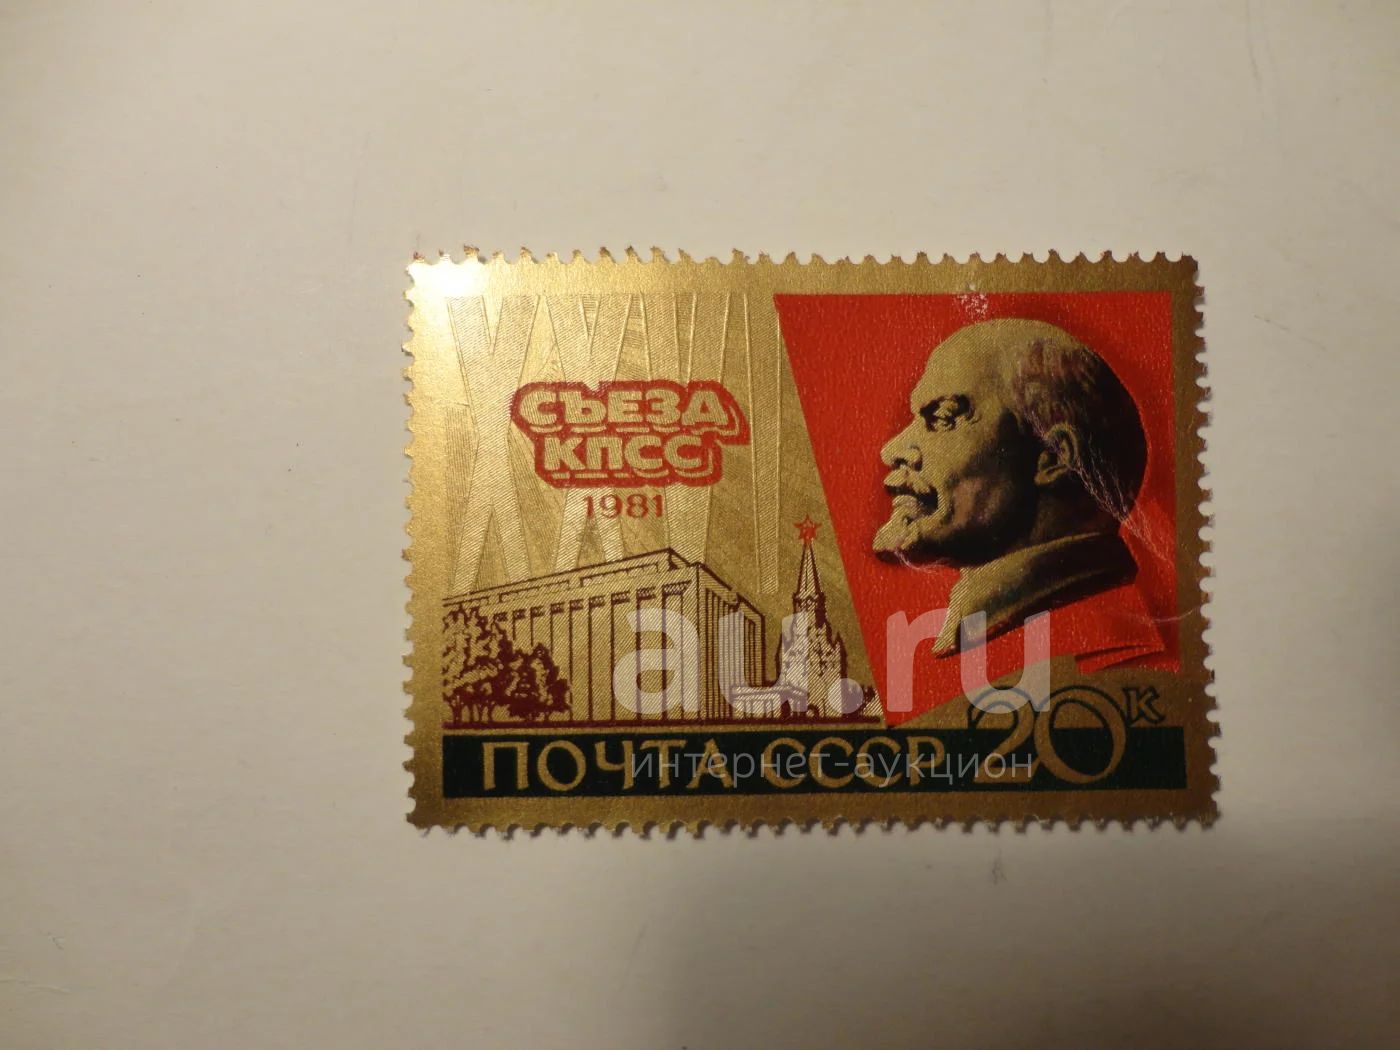 XXVI
СЪЕЗД
КПСС
1981
au.ru
интернет-аукцион
ПОЧТА СССР 20 К